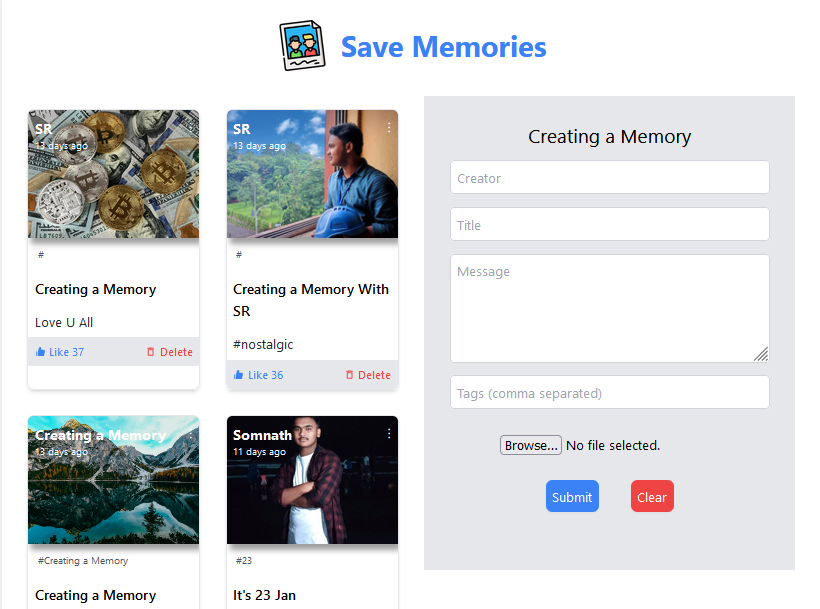 Save Memories
SR
13 days ago
#
Creating a Memory
Love U All
Like 37
Delete
SR
13 days ago
#
Creating a Memory With
SR
#nostalgic
Like 36
Delete
Creating a Memory
13 days ago
#Creating a Memory
Creating a Memory
Somnath
11 days ago
#23
It's 23 Jan
Creating a Memory
Creator
Title
Message
Tags (comma separated)
Browse... No file selected.
Submit
Clear